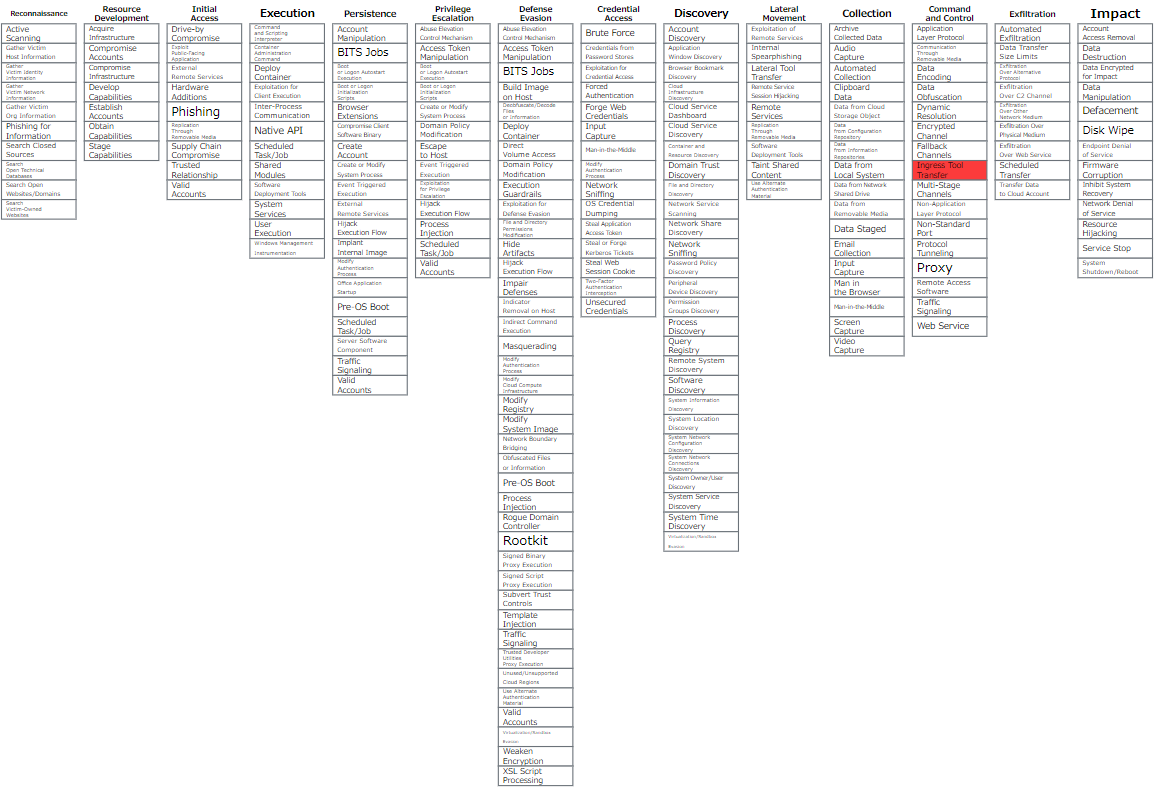 Reconnaissance
Active
Scanning
Gather Victim
Host Information
Gather
Victim Identity
Information
Gather
Victim Network
Information
Gather Victim
Org Information
Phishing for
Information
Search Closed
Sources
Search
Open Technical
Databases
Search Open
Websites/Domains
Search
Victim-Owned
Websites
Resource
Development
Acquire
Infrastructure
Compromise
Accounts
Compromise
Infrastructure
Develop
Capabilities
Establish
Accounts
Obtain
Capabilities
Stage
Capabilities
Initial
Access
Drive-by
Compromise
Exploit
Public-Facing
Application
External
Remote Services
Hardware
Additions
Phishing
Replication
Through
Removable Media
Supply Chain
Compromise
Trusted
Relationship
Valid
Accounts
Execution
Command
and Scripting
Interpreter
Container
Administration
Command
Deploy
Container
Exploitation for
Client Execution
Inter-Process
Communication
Native API
Scheduled
Task/Job
Shared
Modules
Software
Deployment Tools
System
Services
User
Execution
Windows Management
Instrumentation
Persistence
Account
Manipulation
BITS Jobs
Boot
or Logon Autostart
Execution
Boot or Logon
Initialization
Scripts
Browser
Extensions
Compromise Client
Software Binary
Create
Account
Create or Modify
System Process
Event Triggered
Execution
External
Remote Services
Hijack
Execution Flow
Implant
Internal Image
Modify
Authentication
Process
Office Application
Startup
Pre-OS Boot
Scheduled
Task/Job
Server Software
Component
Traffic
Signaling
Valid
Accounts
Privilege
Escalation
Abuse Elevation
Control Mechanism
Access Token
Manipulation
Boot
or Logon Autostart
Execution
Boot or Logon
Initialization
Scripts
Create or Modify
System Process
Domain Policy
Modification
Escape
to Host
Event Triggered
Execution
Exploitation
for Privilege
Escalation
Hijack
Execution Flow
Process
Injection
Scheduled
Task/Job
Valid
Accounts
Defense
Evasion
Abuse Elevation
Control Mechanism
Access Token
Manipulation
BITS Jobs
Build Image
on Host
Deobfuscate/Decode
Files
or Information
Deploy
Container
Direct
Volume Access
Domain Policy
Modification
Execution
Guardrails
Exploitation for
Defense Evasion
File and Directory
Permissions
Modification
Hide
Artifacts
Hijack
Execution Flow
Impair
Defenses
Indicator
Removal on Host
Indirect Command
Execution
Masquerading
Modify
Authentication
Process
Modify
Cloud Compute
Infrastructure
Modify
Registry
Modify
System Image
Network Boundary
Bridging
Obfuscated Files
or Information
Pre-OS Boot
Process
Injection
Rogue Domain
Controller
Rootkit
Signed Binary
Proxy Execution
Signed Script
Proxy Execution
Subvert Trust
Controls
Template
Injection
Traffic
Signaling
Trusted Developer
Utilities
Proxy Execution
Unused/Unsupported
Cloud Regions
Use Alternate
Authentication
Material
Valid
Accounts
Virtualization/Sandbox
Evasion
Weaken
Encryption
XSL Script
Processing
Credential
Access
Brute Force
Credentials from
Password Stores
Exploitation for
Credential Access
Forced
Authentication
Forge Web
Credentials
Input
Capture
Man-in-the-Middle
Modify
Authentication
Process
Network
Sniffing
OS Credential
Dumping
Steal Application
Access Token
Steal or Forge
Kerberos Tickets
Steal Web
Session Cookie
Two-Factor
Authentication
Interception
Unsecured
Credentials
Discovery
Account
Discovery
Application
Window Discovery
Browser Bookmark
Discovery
Cloud
Infrastructure
Discovery
Cloud Service
Dashboard
Cloud Service
Discovery
Container and
Resource Discovery
Domain Trust
Discovery
File and Directory
Discovery
Network Service
Scanning
Network Share
Discovery
Network
Sniffing
Password Policy
Discovery
Peripheral
Device Discovery
Permission
Groups Discovery
Process
Discovery
Query
Registry
Remote System
Discovery
Software
Discovery
System Information
Discovery
System Location
Discovery
System Network
Configuration
Discovery
System Network
Connections
Discovery
System Owner/User
Discovery
System Service
Discovery
System Time
Discovery
Virtualization/Sandbox
Evasion
Lateral
Movement
Exploitation of
Remote Services
Internal
Spearphishing
Lateral Tool
Transfer
Remote Service
Session Hijacking
Remote
Services
Replication
Through
Removable Media
Software
Deployment Tools
Taint Shared
Content
Use Alternate
Authentication
Material
Collection
Archive
Collected Data
Audio
Capture
Automated
Collection
Clipboard
Data
Data from Cloud
Storage Object
Data
from Configuration
Repository
Data
from Information
Repositories
Data from
Local System
Data from Network
Shared Drive
Data from
Removable Media
Data Staged
Email
Collection
Input
Capture
Man in
the Browser
Man-in-the-Middle
Screen
Capture
Video
Capture
Command
and Control
Application
Layer Protocol
Communication
Through
Removable Media
Data
Encoding
Data
Obfuscation
Dynamic
Resolution
Encrypted
Channel
Fallback
Channels
Ingress Tool
Transfer
Multi-Stage
Channels
Non-Application
Layer Protocol
Non-Standard
Port
Protocol
Tunneling
Proxy
Remote Access
Software
Traffic
Signaling
Web Service
Exfiltration
Automated
Exfiltration
Data Transfer
Size Limits
Exfiltration
Over Alternative
Protocol
Exfiltration
Over C2 Channel
Exfiltration
Over Other
Network Medium
Exfiltration Over
Physical Medium
Exfiltration
Over Web Service
Scheduled
Transfer
Transfer Data
to Cloud Account
Impact
Account
Access Removal
Data
Destruction
Data Encrypted
for Impact
Data
Manipulation
Defacement
Disk Wipe
Endpoint Denial
of Service
Firmware
Corruption
Inhibit System
Recovery
Network Denial
of Service
Resource
Hijacking
Service Stop
System
Shutdown/Reboot